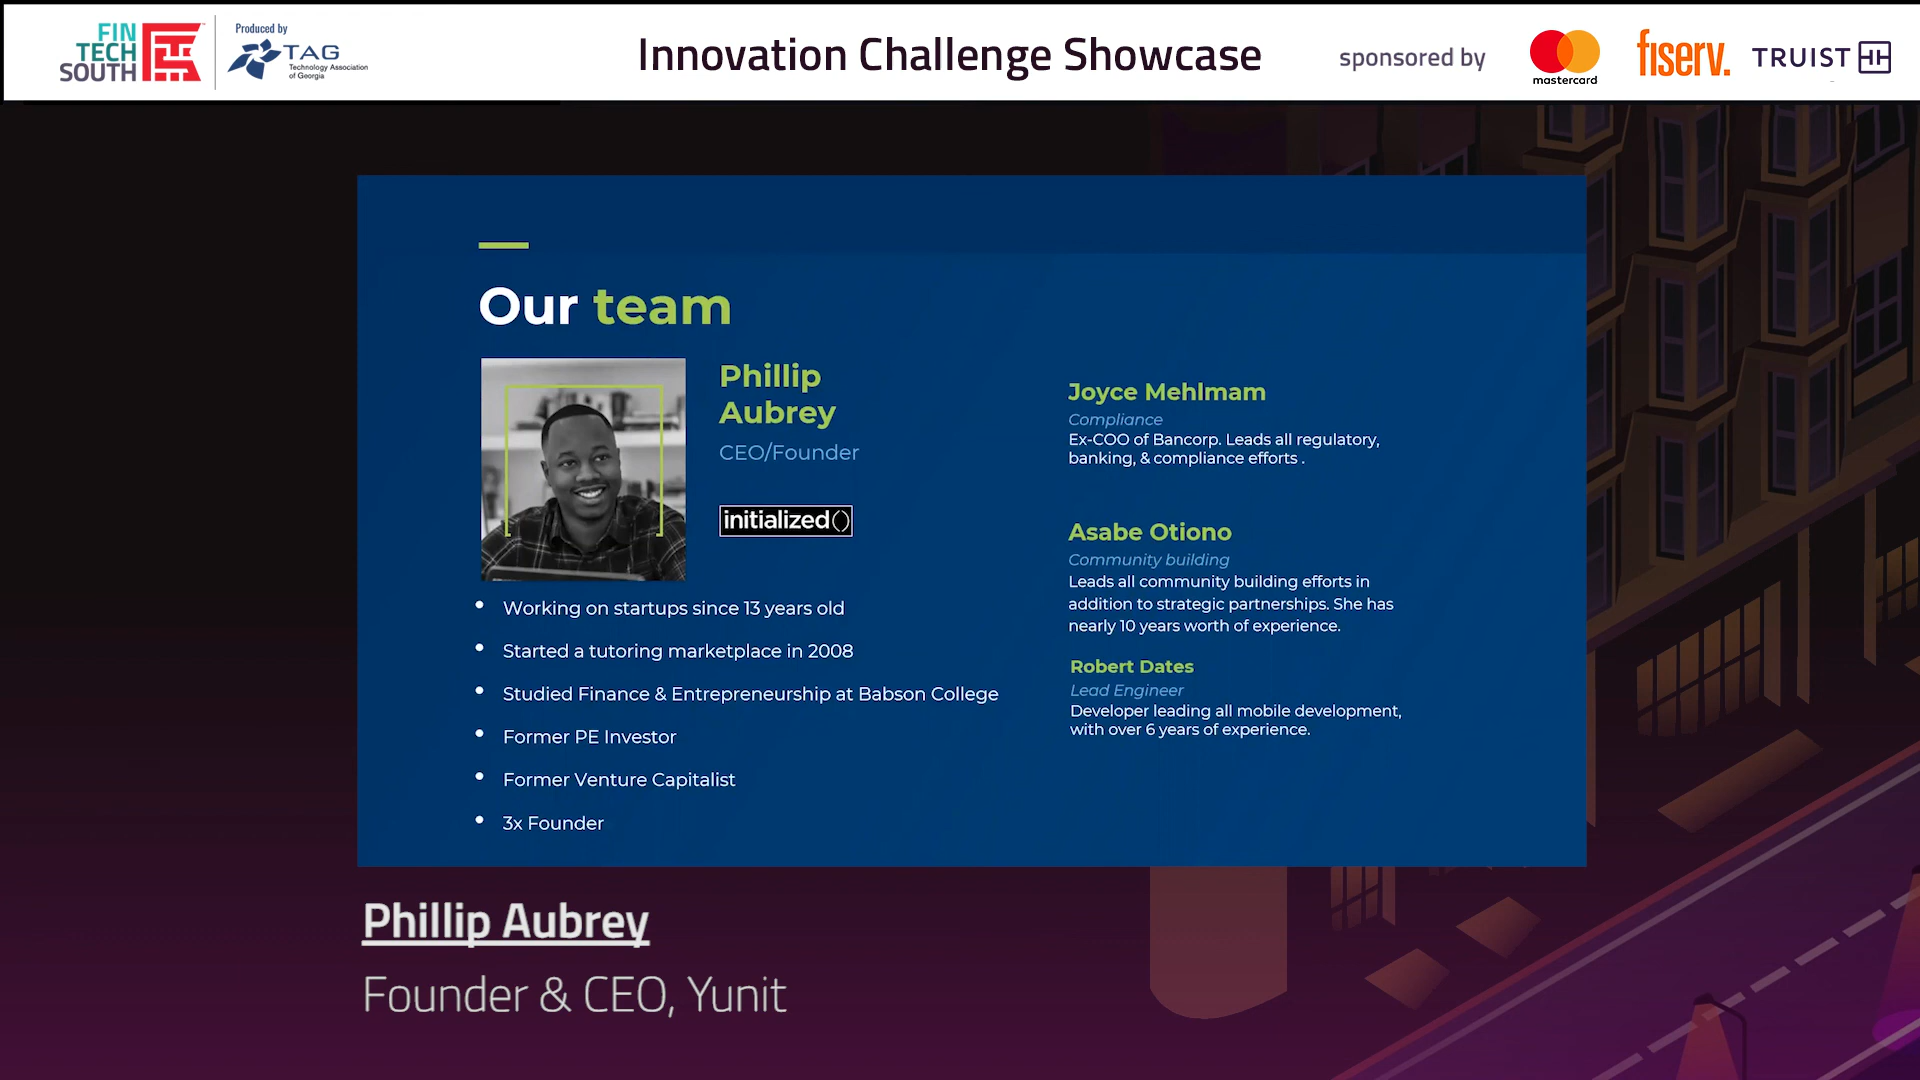 FIN
TECH
SOUTH
Produced by
TAG
Technology Association
of Georgia
Innovation Challenge Showcase
sponsored by
mastercard
fiserv.
TRUIST
Our team
Phillip
Aubrey
CEO/Founder
initialized()
• Working on startups since 13 years old
• Started a tutoring marketplace in 2008
• Studied Finance & Entrepreneurship at Babson College
• Former PE Investor
• Former Venture Capitalist
• 3x Founder
Joyce Mehlmam
Compliance
Ex-COO of Bancorp. Leads all regulatory,
banking, & compliance efforts .
Asabe Otiono
Community building
Leads all community building efforts in
addition to strategic partnerships. She has
nearly 10 years worth of experience.
Robert Dates
Lead Engineer
Developer leading all mobile development,
with over 6 years of experience.
Phillip Aubrey
Founder & CEO, Yunit